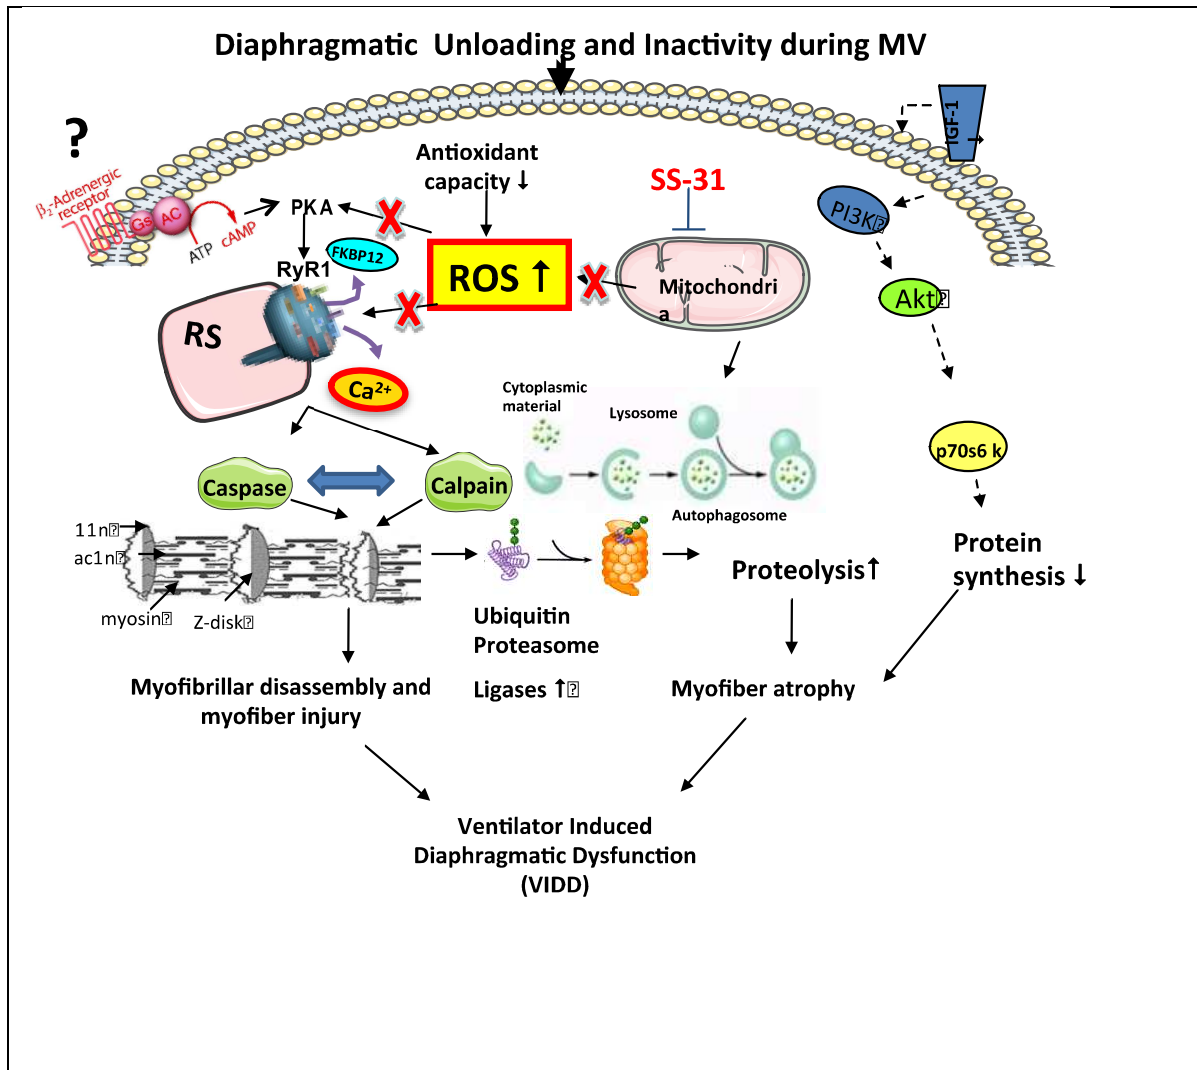 Diaphragmatic Unloading and Inactivity during MV
?
IGF-1
β2-Adrenergic
receptor
Gs
AC
ATP
cAMP
PKA
Antioxidant
capacity ↓
SS-31
PI3K
FKBP12
RyR1
X
X
X
ROS ↑
Mitochondri
a
Akt
RS
Ca2+
Cytoplasmic
material
Lysosome
p70s6 k
Caspase
Calpain
Autophagosome
11n
ac1n
myosin
Z-disk
Proteolysis↑
Protein
synthesis ↓
Ubiquitin
Proteasome
Ligases ↑
Myofibrillar disassembly and
myofiber injury
Myofiber atrophy
Ventilator Induced
Diaphragmatic Dysfunction
(VIDD)